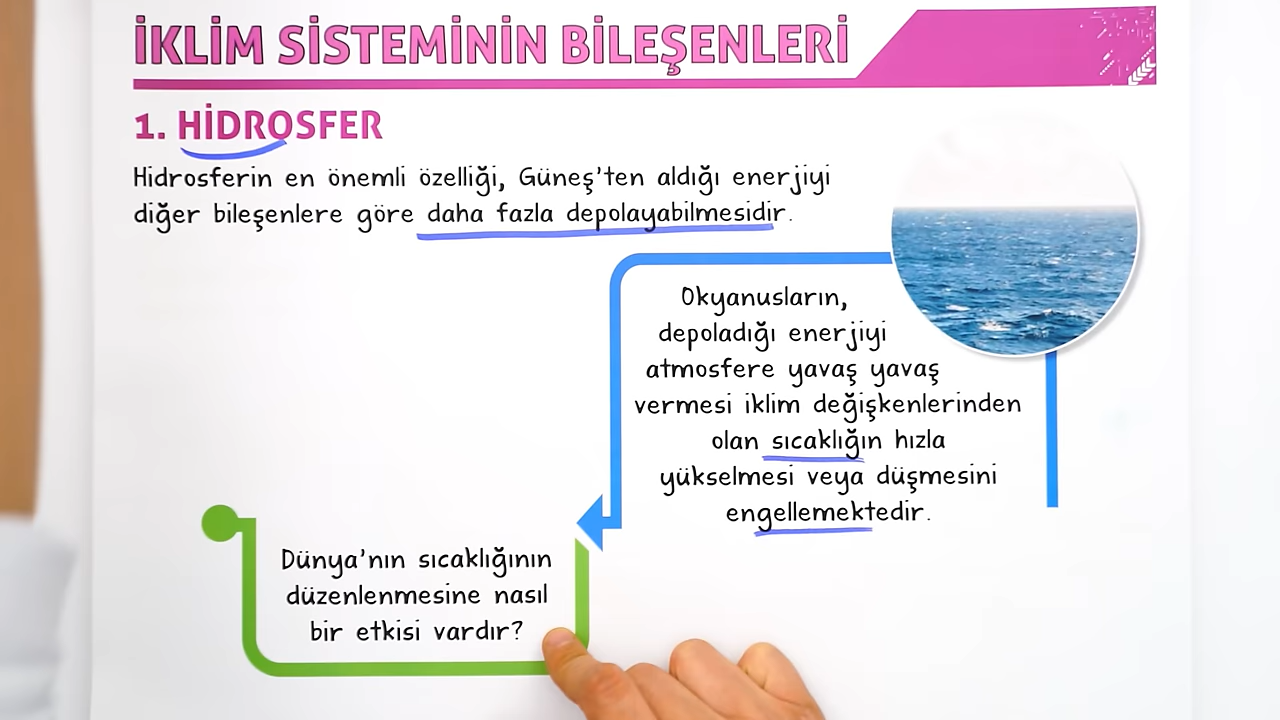 İKLİM SİSTEMİNİN BİLEŞENLERİ
1. HİDROSFER
Hidrosferin en önemli özelliği, Güneş'ten aldığı enerjiyi
diğer bileşenlere göre daha fazla depolayabilmesidir.
Okyanusların,
depoladığı enerjiyi
atmosfere yavaş yavaş
vermesi iklim değişkenlerinden
olan sıcaklığın hızla
yükselmesi veya düşmesini
engellemektedir.
Dünya'nın sıcaklığının
düzenlenmesine nasıl
bir etkisi vardır?